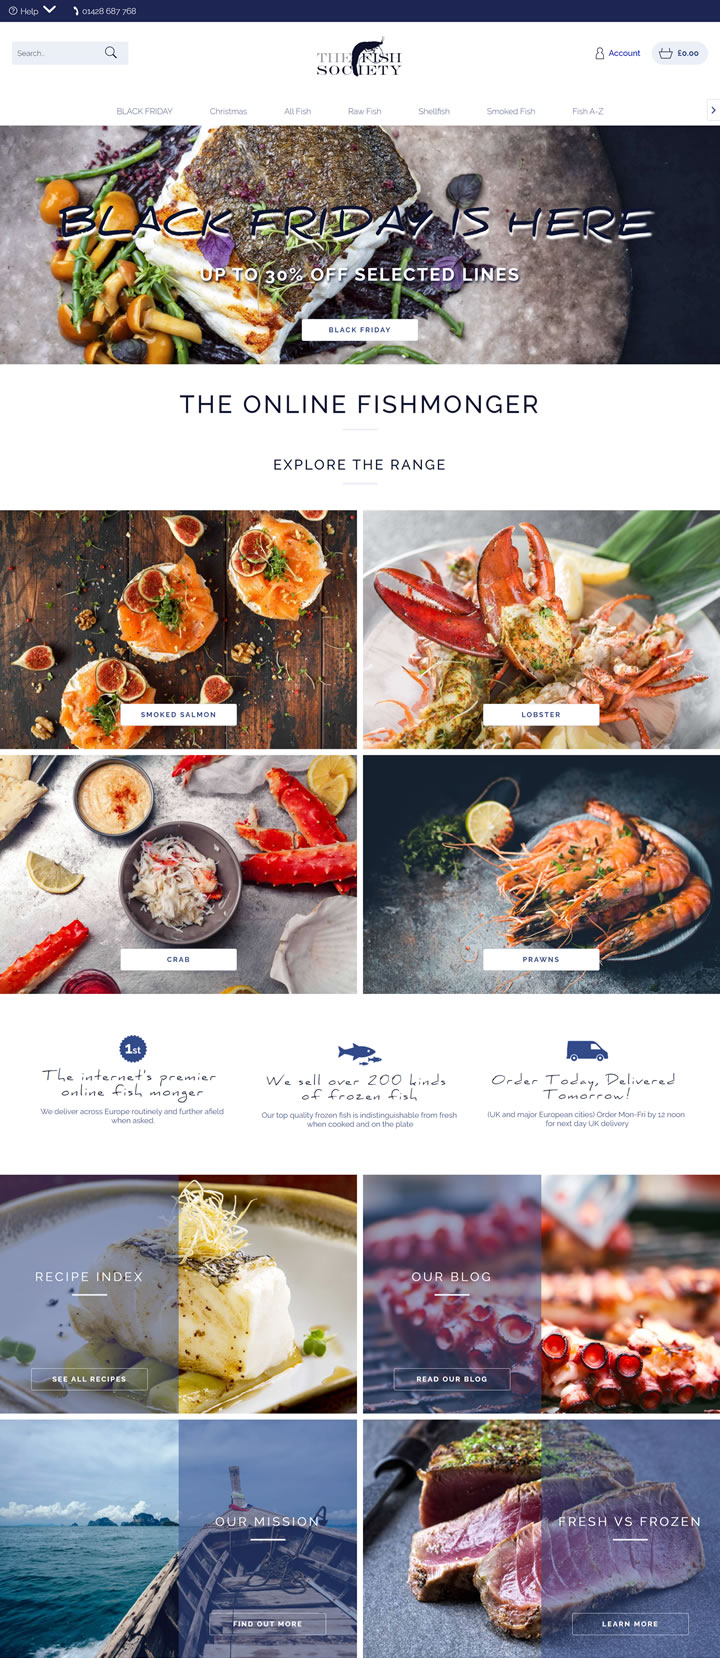 Help 01428 687 768
Search..
THE FISH
SOCIETY
Account £0.00
BLACK FRIDAY Christmas All Fish Raw Fish Shellfish Smoked Fish Fish A-Z
BLACK FRIDAY IS HERE
UP TO 30% OFF SELECTED LINES
BLACK FRIDAY
THE ONLINE FISHMONGER
EXPLORE THE RANGE
SMOKED SALMON
LOBSTER
CRAB
PRAWNS
1st
The internet's premier
online fish monger
We deliver across Europe routinely and further afield
when asked.
We sell over 200 kinds
of frozen fish
Our top quality frozen fish is indistinguishable from fresh
when cooked and on the plate
Order Today, Delivered
Tomorrow!
(UK and major European cities) Order Mon-Fri by 12 noon
for next day UK delivery
RECIPE INDEX
SEE ALL RECIPES
OUR BLOG
READ OUR BLOG
OUR MISSION
FIND OUT MORE
FRESH VS FROZEN
LEARN MORE